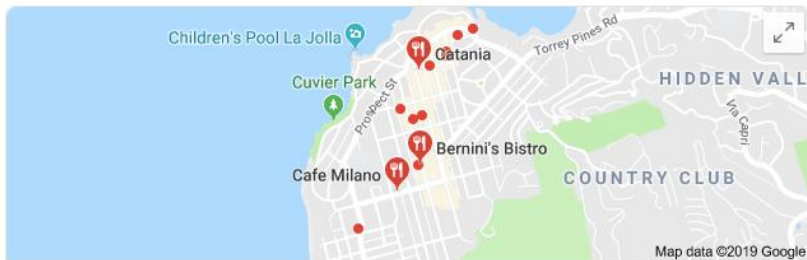 Children's Pool La Jolla
Catania
Torrey Pines Rd
Cuvier Park
Prospect St
HIDDEN VALL
Via Capri
Bernini's Bistro
Cafe Milano
COUNTRY CLUB
Map data ©2019 Google